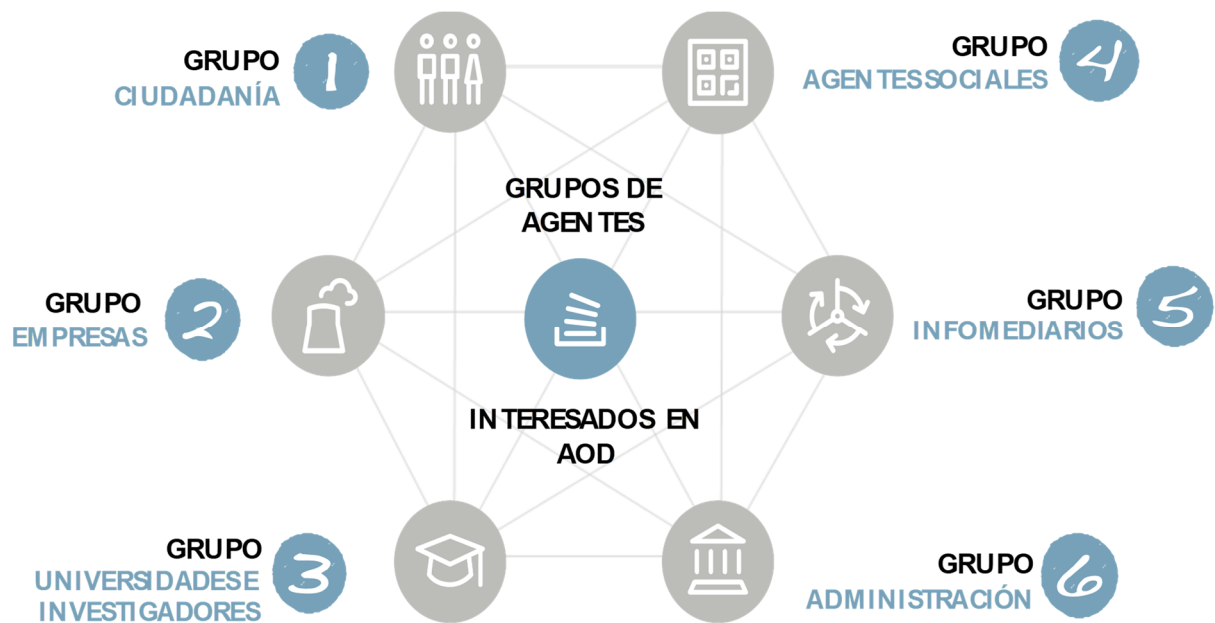 GRUPO
CIUDADANÍA
1
GRUPO
AGENTESSOCIALES
4
GRUPOS DE
AGENTES
GRUPO
EMPRESAS
2
GRUPO
INFOMEDIARIOS
5
INTERESADOS EN
AOD
GRUPO
UNIVERSIDADESE
INVESTIGADORES
3
GRUPO
ADMINISTRACIÓN
6